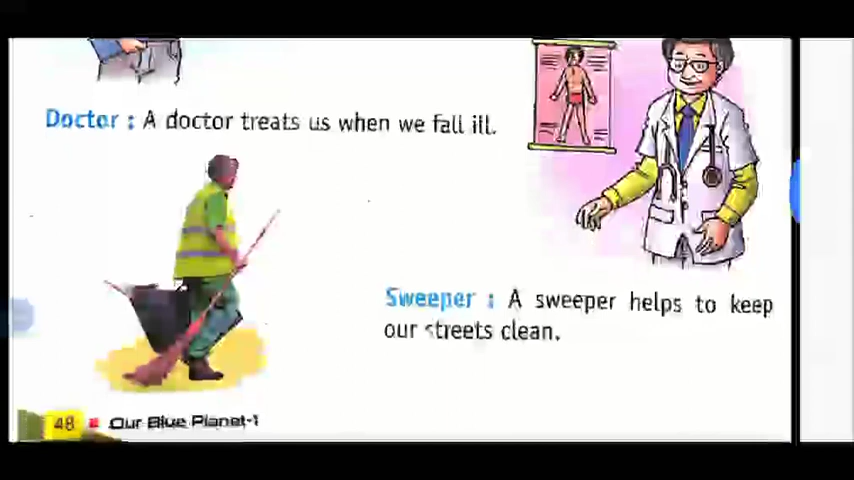 Doctor : A doctor treats us when we fall ill.
Sweeper : A sweeper helps to keep
our streets clean.
48 Our Blue Planet-1